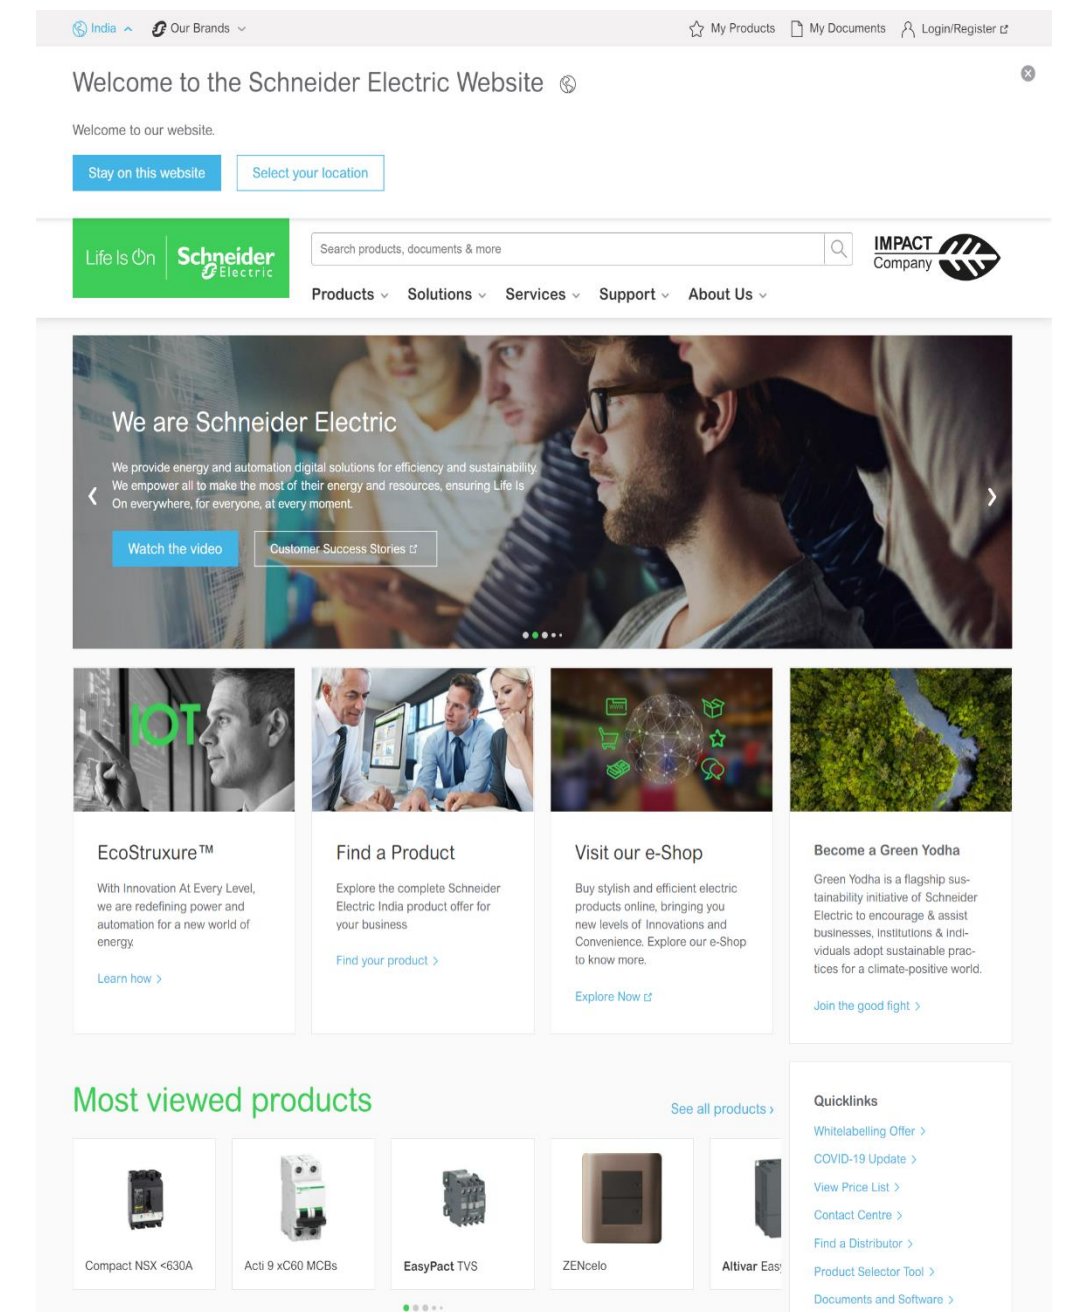 India
Our Brands
My Products
My Documents
Login/Register
Welcome to the Schneider Electric Website
Welcome to our website.
Stay on this website
Select your location
Life Is On
Schneider
Electric
Search products, documents & more
IMPACT
Company
Products
Solutions
Services
Support
About Us
We are Schneider Electric
We provide energy and automation digital solutions for efficiency and sustainability.
We empower all to make the most of their energy and resources, ensuring Life Is
On everywhere, for everyone, at every moment.
Watch the video
Customer Success Stories
IOT
WWW
EcoStruxure™
With Innovation At Every Level,
we are redefining power and
automation for a new world of
energy.
Learn how >
Find a Product
Explore the complete Schneider
Electric India product offer for
your business
Find your product >
Visit our e-Shop
Buy stylish and efficient electric
products online, bringing you
new levels of Innovations and
Convenience. Explore our e-Shop
to know more.
Explore Now
Become a Green Yodha
Green Yodha is a flagship sus-
tainability initiative of Schneider
Electric to encourage & assist
businesses, institutions & indi-
viduals adopt sustainable prac-
tices for a climate-positive world.
Join the good fight >
Most viewed products
See all products ›
Compact NSX <630A
Acti 9 xC60 MCBs
EasyPact TVS
ZENcelo
Altivar Eas
Quicklinks
Whitelabelling Offer >
COVID-19 Update >
View Price List >
Contact Centre >
Find a Distributor >
Product Selector Tool >
Documents and Software >